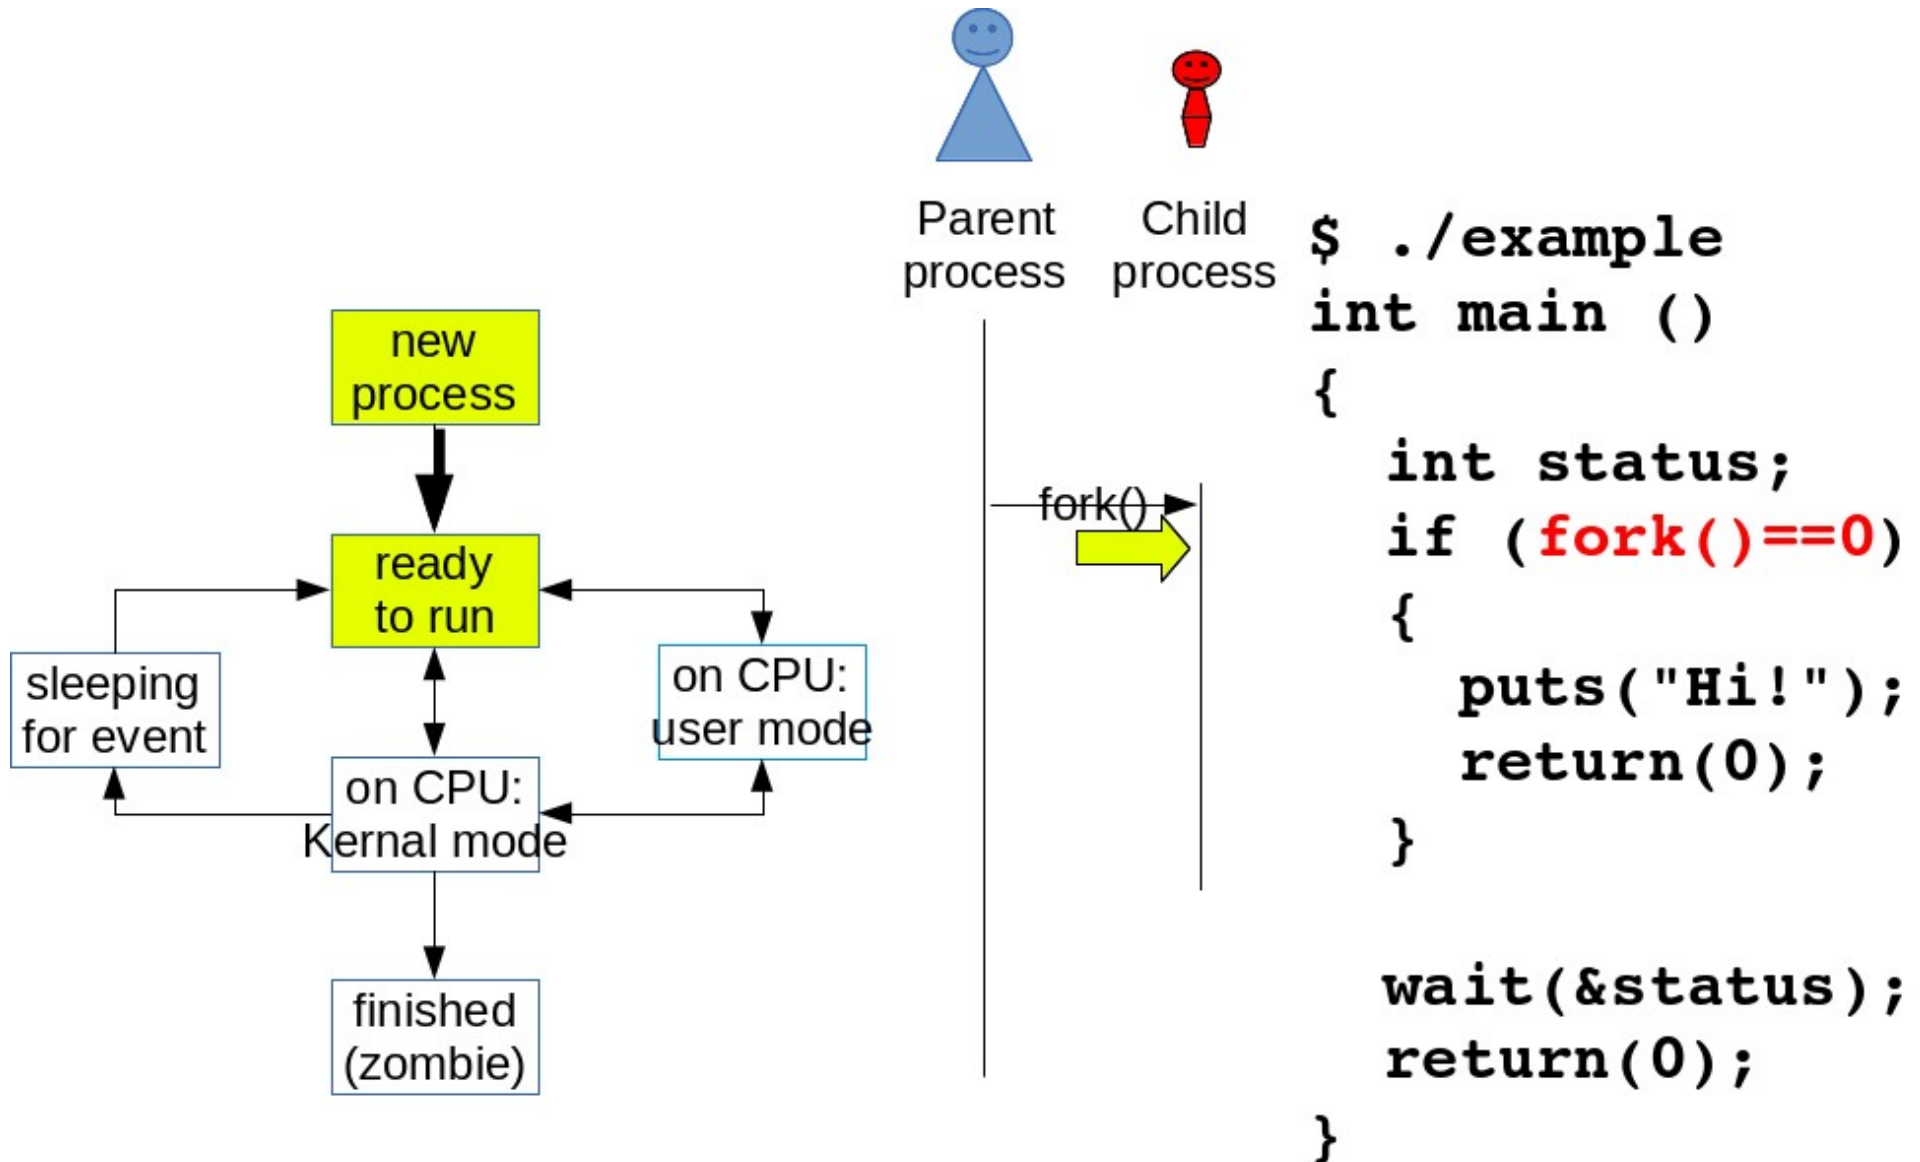 new
process
ready
to run
sleeping
for event
on CPU:
user mode
on CPU:
Kernal mode
finished
(zombie)
Parent
process
Child
process
fork()
$ ./example
int main ()
{
int status;
if (fork()==0)
{
puts("Hi!");
return(0);
}
wait(&status);
return(0);
}